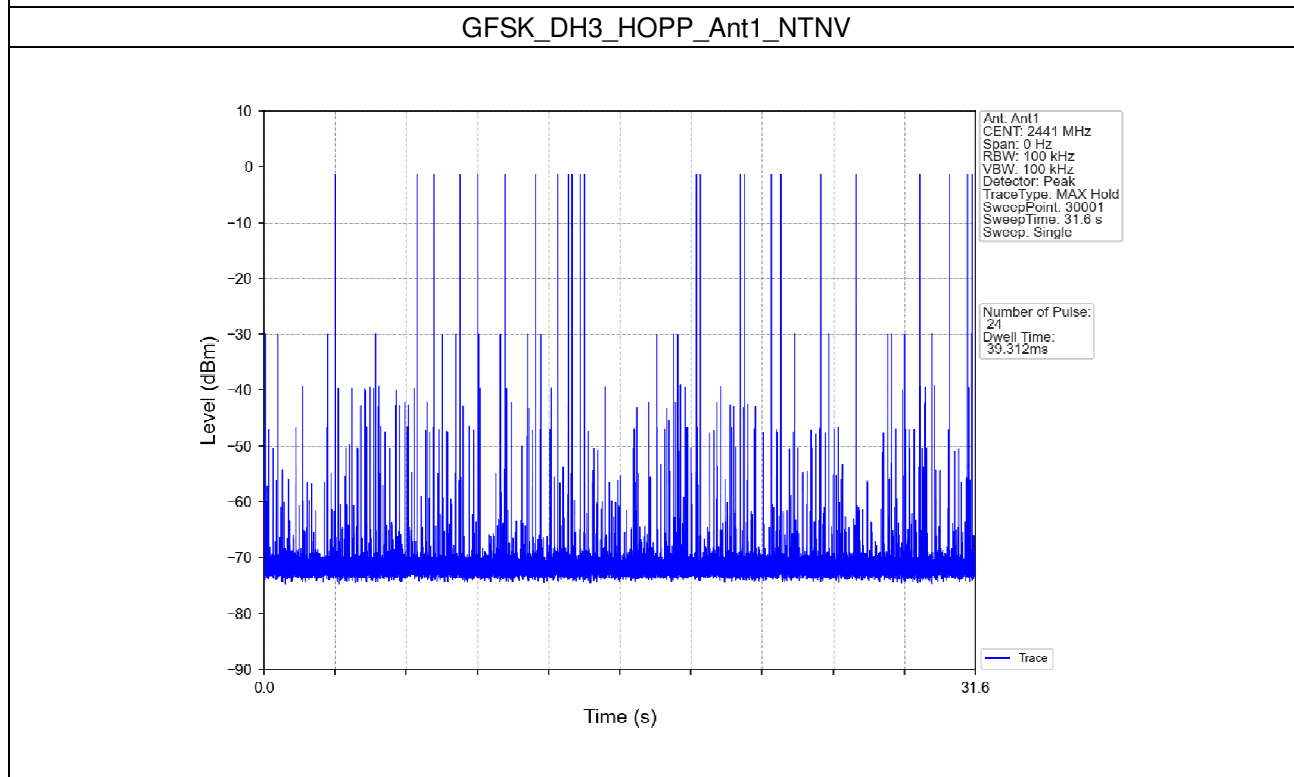 GFSK_DH3_HOPP_Ant1_NTNV
10
0
−10
−20
−30
−40
−50
−60
−70
−80
−90
Level (dBm)
0.0
31.6
Time (s)
Ant: Ant1
CENT: 2441 MHz
Span: 0 Hz
RBW: 100 kHz
VBW: 100 kHz
Detector: Peak
TraceType: MAX Hold
SweepPoint: 30001
SweepTime: 31.6 s
Sweep: Single
Number of Pulse:
24
Dwell Time:
39.312ms
Trace